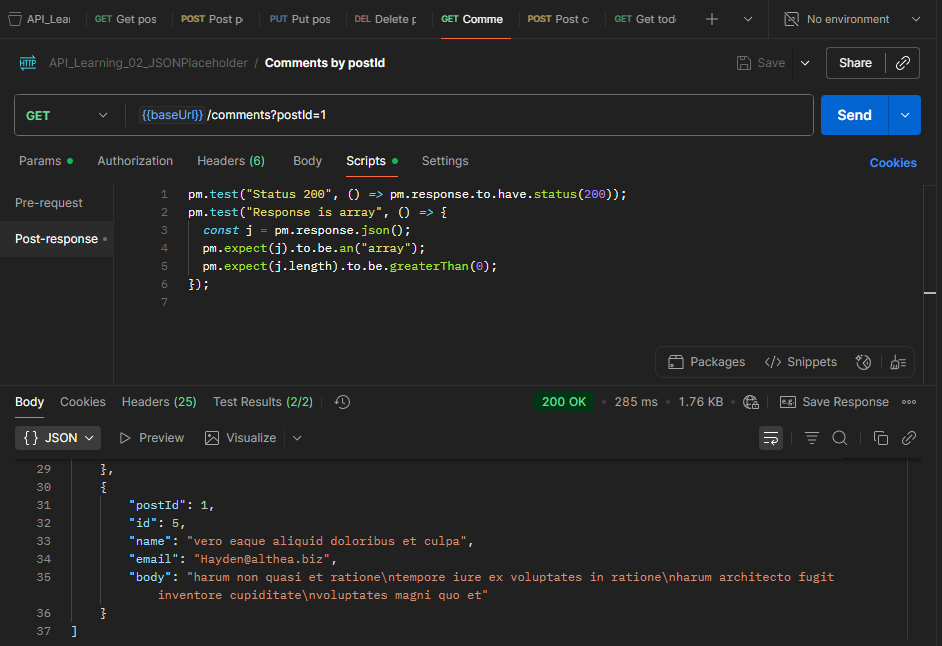 API_Lear GET Get pos POST Post p PUT Put pos DEL Delete p GET Comme POST Post c GET Get tod No environment
HTTP API_Learning_02_JSONPlaceholder / Comments by postId Save Share
GET {{baseUrl}} /comments?postId=1 Send
Params Authorization Headers (6) Body Scripts Settings Cookies
Pre-request
Post-response
1 pm.test("Status 200", () => pm.response.to.have.status(200));
2 pm.test("Response is array", () => {
3 const j = pm.response.json();
4 pm.expect(j).to.be.an("array");
5 pm.expect(j.length).to.be.greaterThan(0);
6 });
7
Packages </> Snippets
Body Cookies Headers (25) Test Results (2/2) 200 OK • 285 ms • 1.76 KB • e.g. Save Response
{} JSON Preview Visualize
29 },
30 {
31 "postId": 1,
32 "id": 5,
33 "name": "vero eaque aliquid doloribus et culpa",
34 "email": "Hayden@althea.biz",
35 "body": "harum non quasi et ratione\ntempore iure ex voluptates in ratione\nharum architecto fugit
inventore cupiditate\nvoluptates magni quo et"
36 }
37 ]